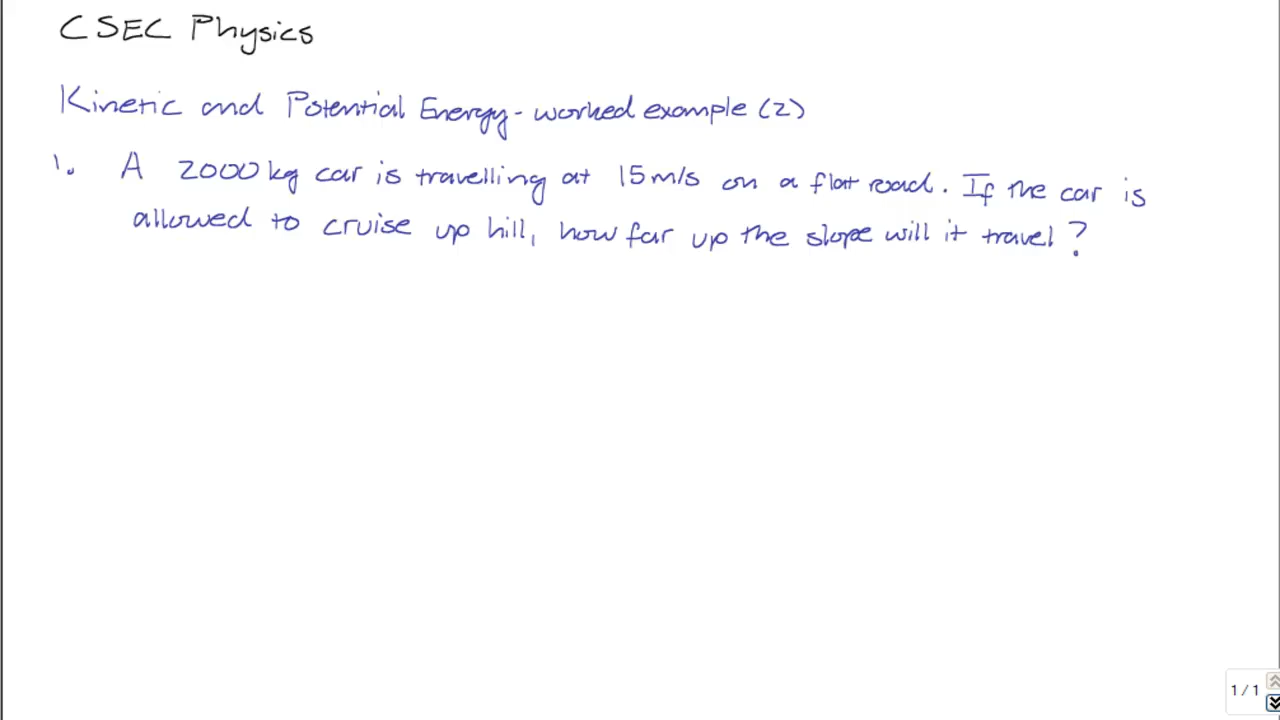 CSEC Physics
Kinetic and Potential Energy - worked example (2)
1. A 2000 kg car is travelling at 15 m/s on a flat road. If the car is
allowed to cruise up hill, how far up the slope will it travel?
1 / 1